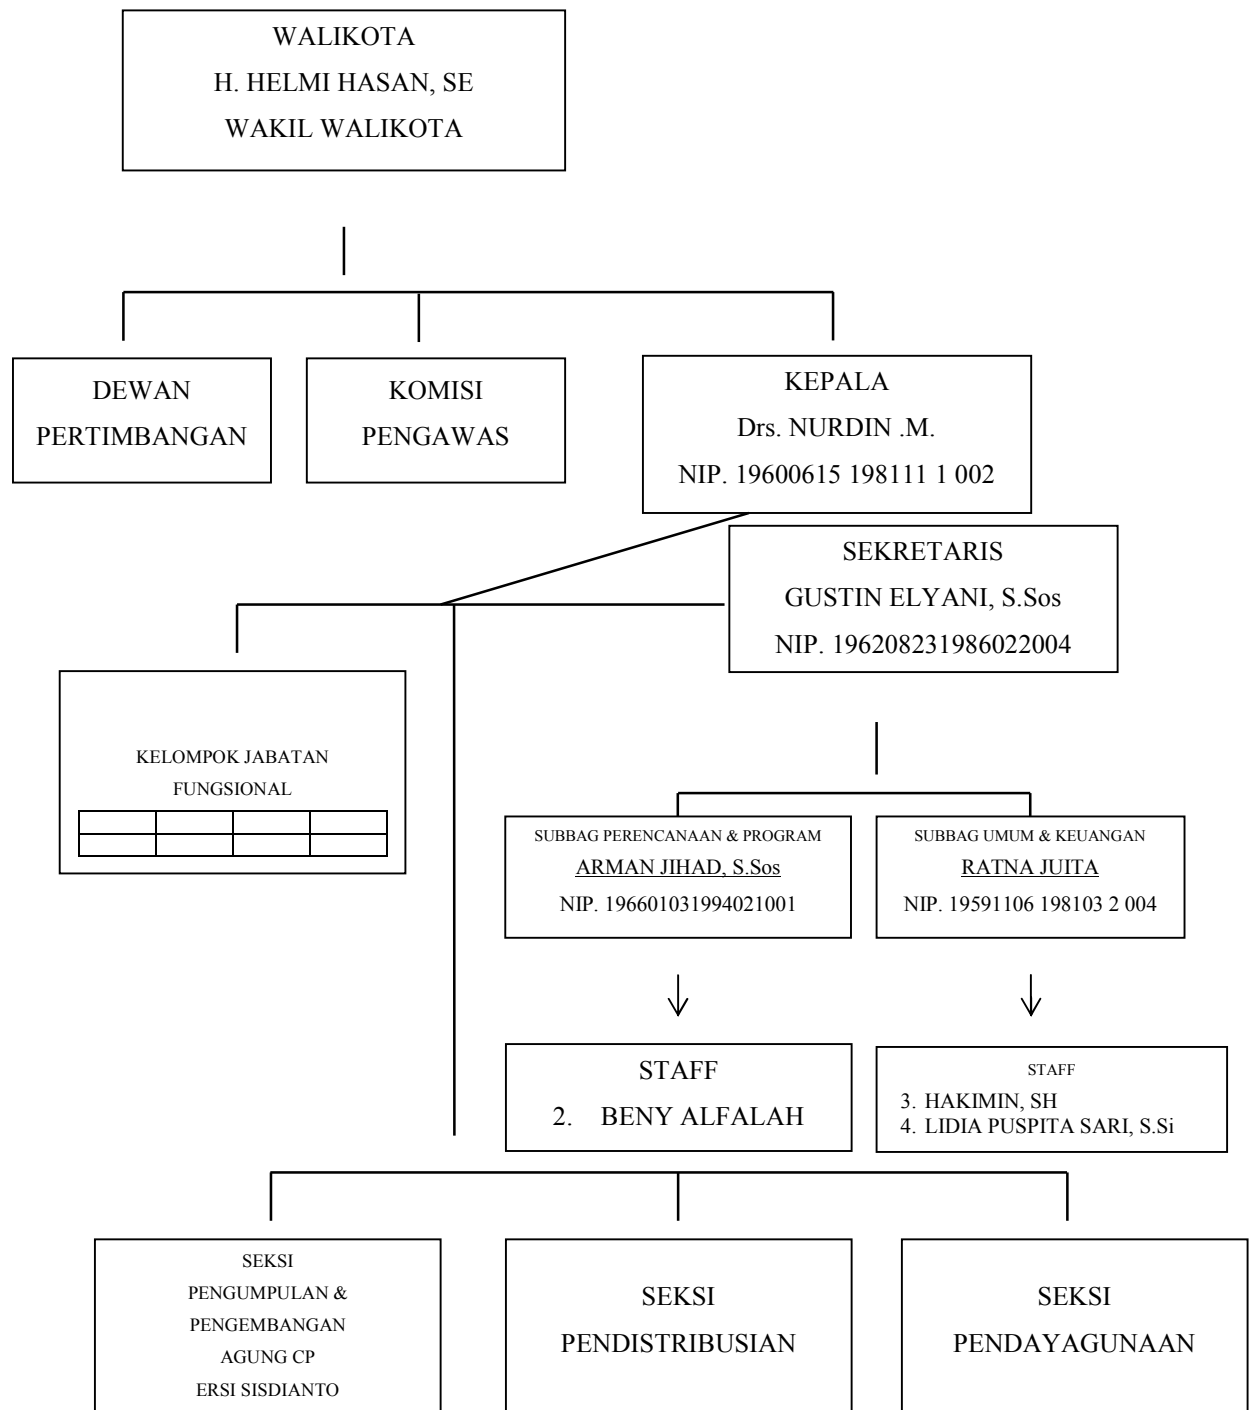 WALIKOTA
H. HELMI HASAN, SE
WAKIL WALIKOTA
DEWAN
PERTIMBANGAN
KOMISI
PENGAWAS
KEPALA
Drs. NURDIN .M.
NIP. 19600615 198111 1 002
SEKRETARIS
GUSTIN ELYANI, S.Sos
NIP. 196208231986022004
KELOMPOK JABATAN
FUNGSIONAL
SUBBAG PERENCANAAN & PROGRAM
ARMAN JIHAD, S.Sos
NIP. 196601031994021001
SUBBAG UMUM & KEUANGAN
RATNA JUITA
NIP. 19591106 198103 2 004
STAFF
2. BENY ALFALAH
STAFF
3. HAKIMIN, SH
4. LIDIA PUSPITA SARI, S.Si
SEKSI
PENGUMPULAN &
PENGEMBANGAN
AGUNG CP
ERSI SISDIANTO
SEKSI
PENDISTRIBUSIAN
SEKSI
PENDAYAGUNAAN